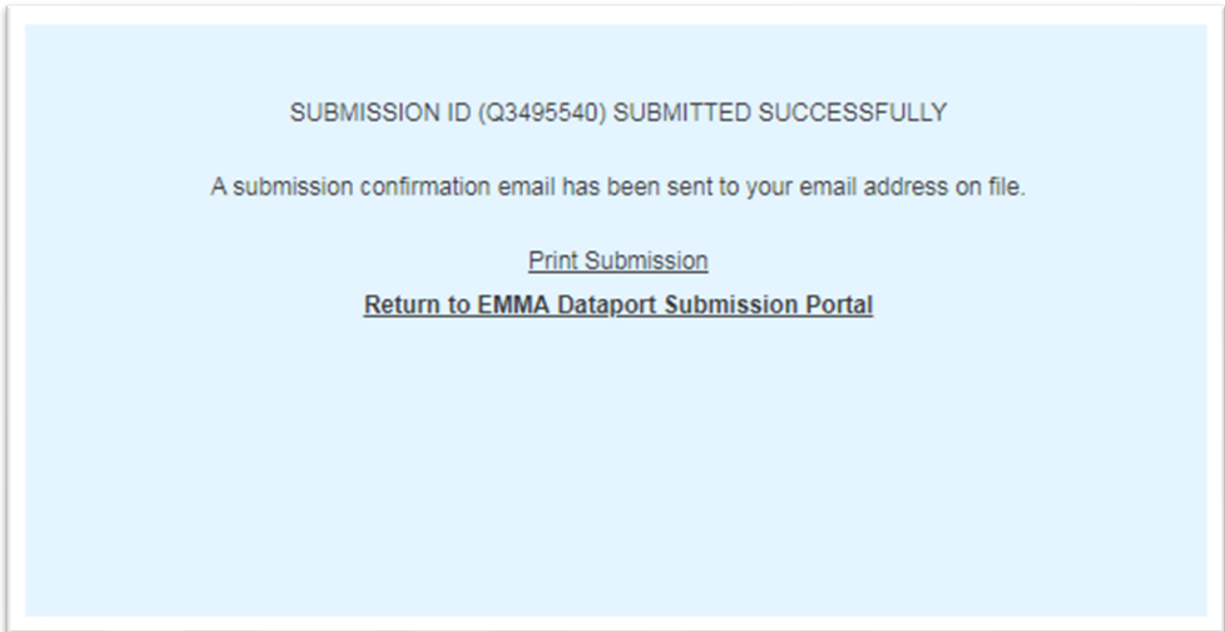 SUBMISSION ID (Q3495540) SUBMITTED SUCCESSFULLY
A submission confirmation email has been sent to your email address on file.
Print Submission
Return to EMMA Dataport Submission Portal